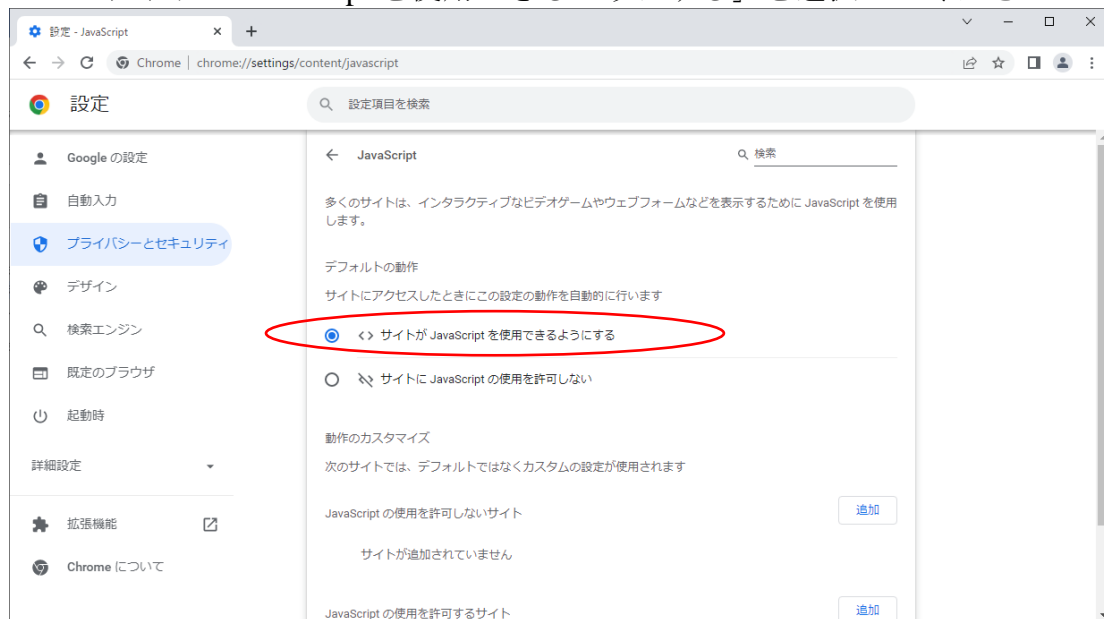 設定 - JavaScript
Chrome | chrome://settings/content/javascript
設定
設定項目を検索
Google の設定
自動入力
プライバシーとセキュリティ
デザイン
検索エンジン
既定のブラウザ
起動時
詳細設定
拡張機能
Chrome について
JavaScript
検索
多くのサイトは、インタラクティブなビデオゲームやウェブフォームなどを表示するために JavaScript を使用
します。
デフォルトの動作
サイトにアクセスしたときにこの設定の動作を自動的に行います
サイトが JavaScript を使用できるようにする
サイトに JavaScript の使用を許可しない
動作のカスタマイズ
次のサイトでは、デフォルトではなくカスタムの設定が使用されます
JavaScript の使用を許可しないサイト
追加
サイトが追加されていません
JavaScript の使用を許可するサイト
追加